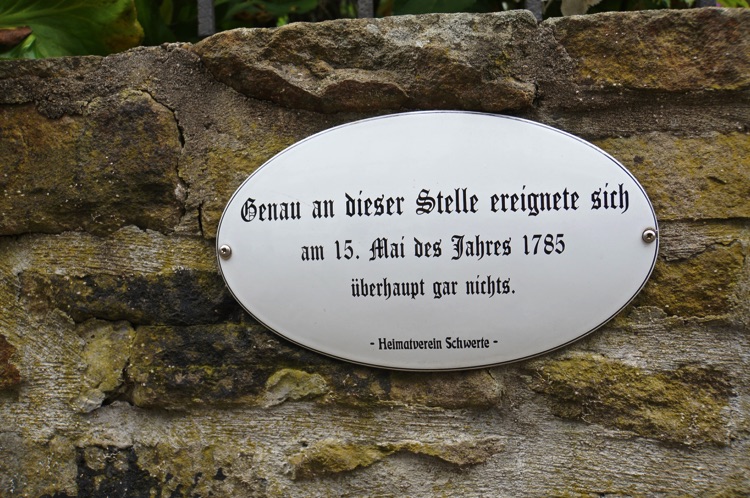 Genau an dieser Stelle ereignete sich
am 15. Mai des Jahres 1785
überhaupt gar nichts.
- Heimatverein Schwerte -